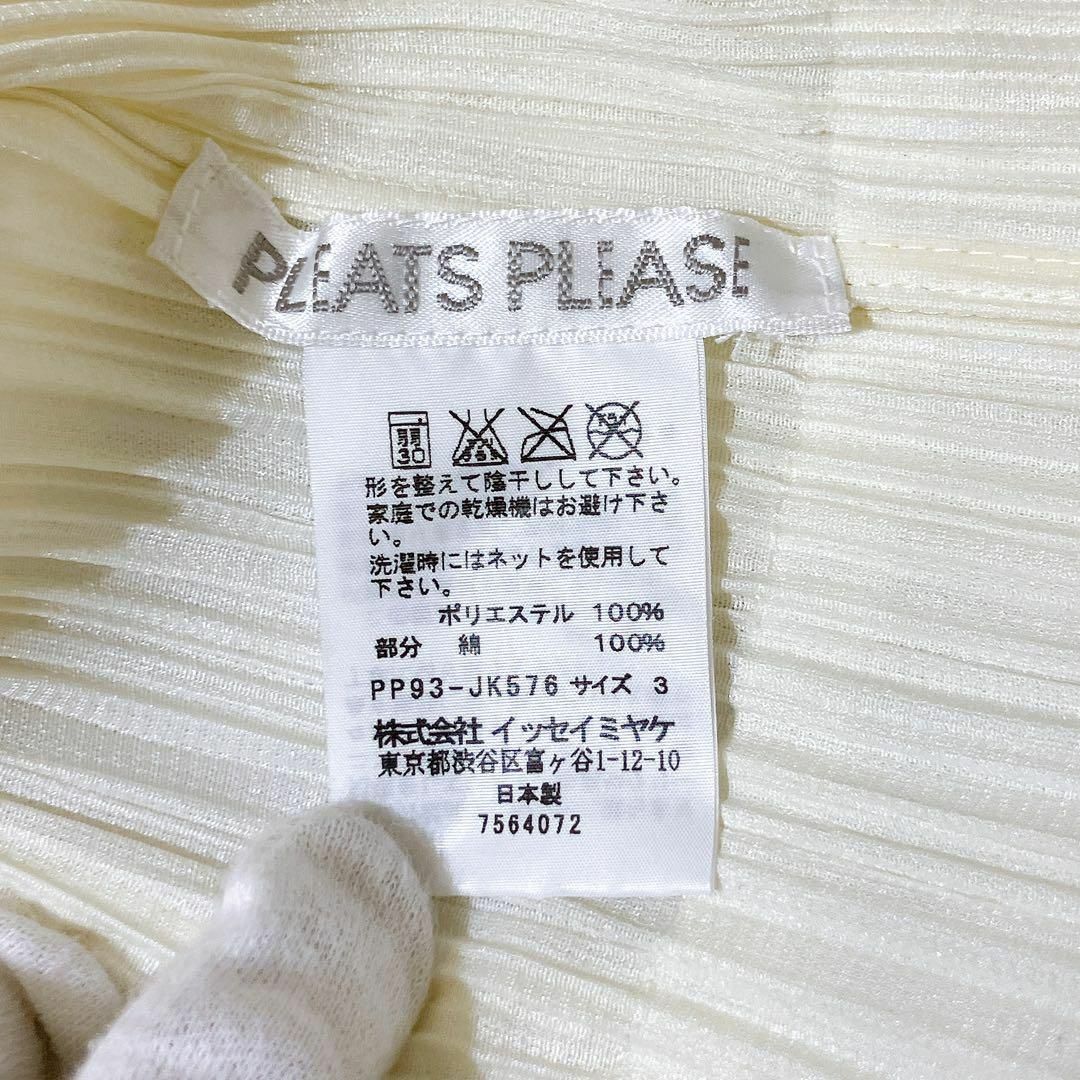 PLEATS PLEASE
弱
30
形を整えて陰干しして下さい。
家庭での乾燥機はお避け下さ
い。
洗濯時にはネットを使用して
下さい。
ポリエステル 100%
部分 綿 100%
PP93-JK576 サイズ 3
株式会社 イッセイミヤケ
東京都渋谷区富ヶ谷1-12-10
日本製
7564072